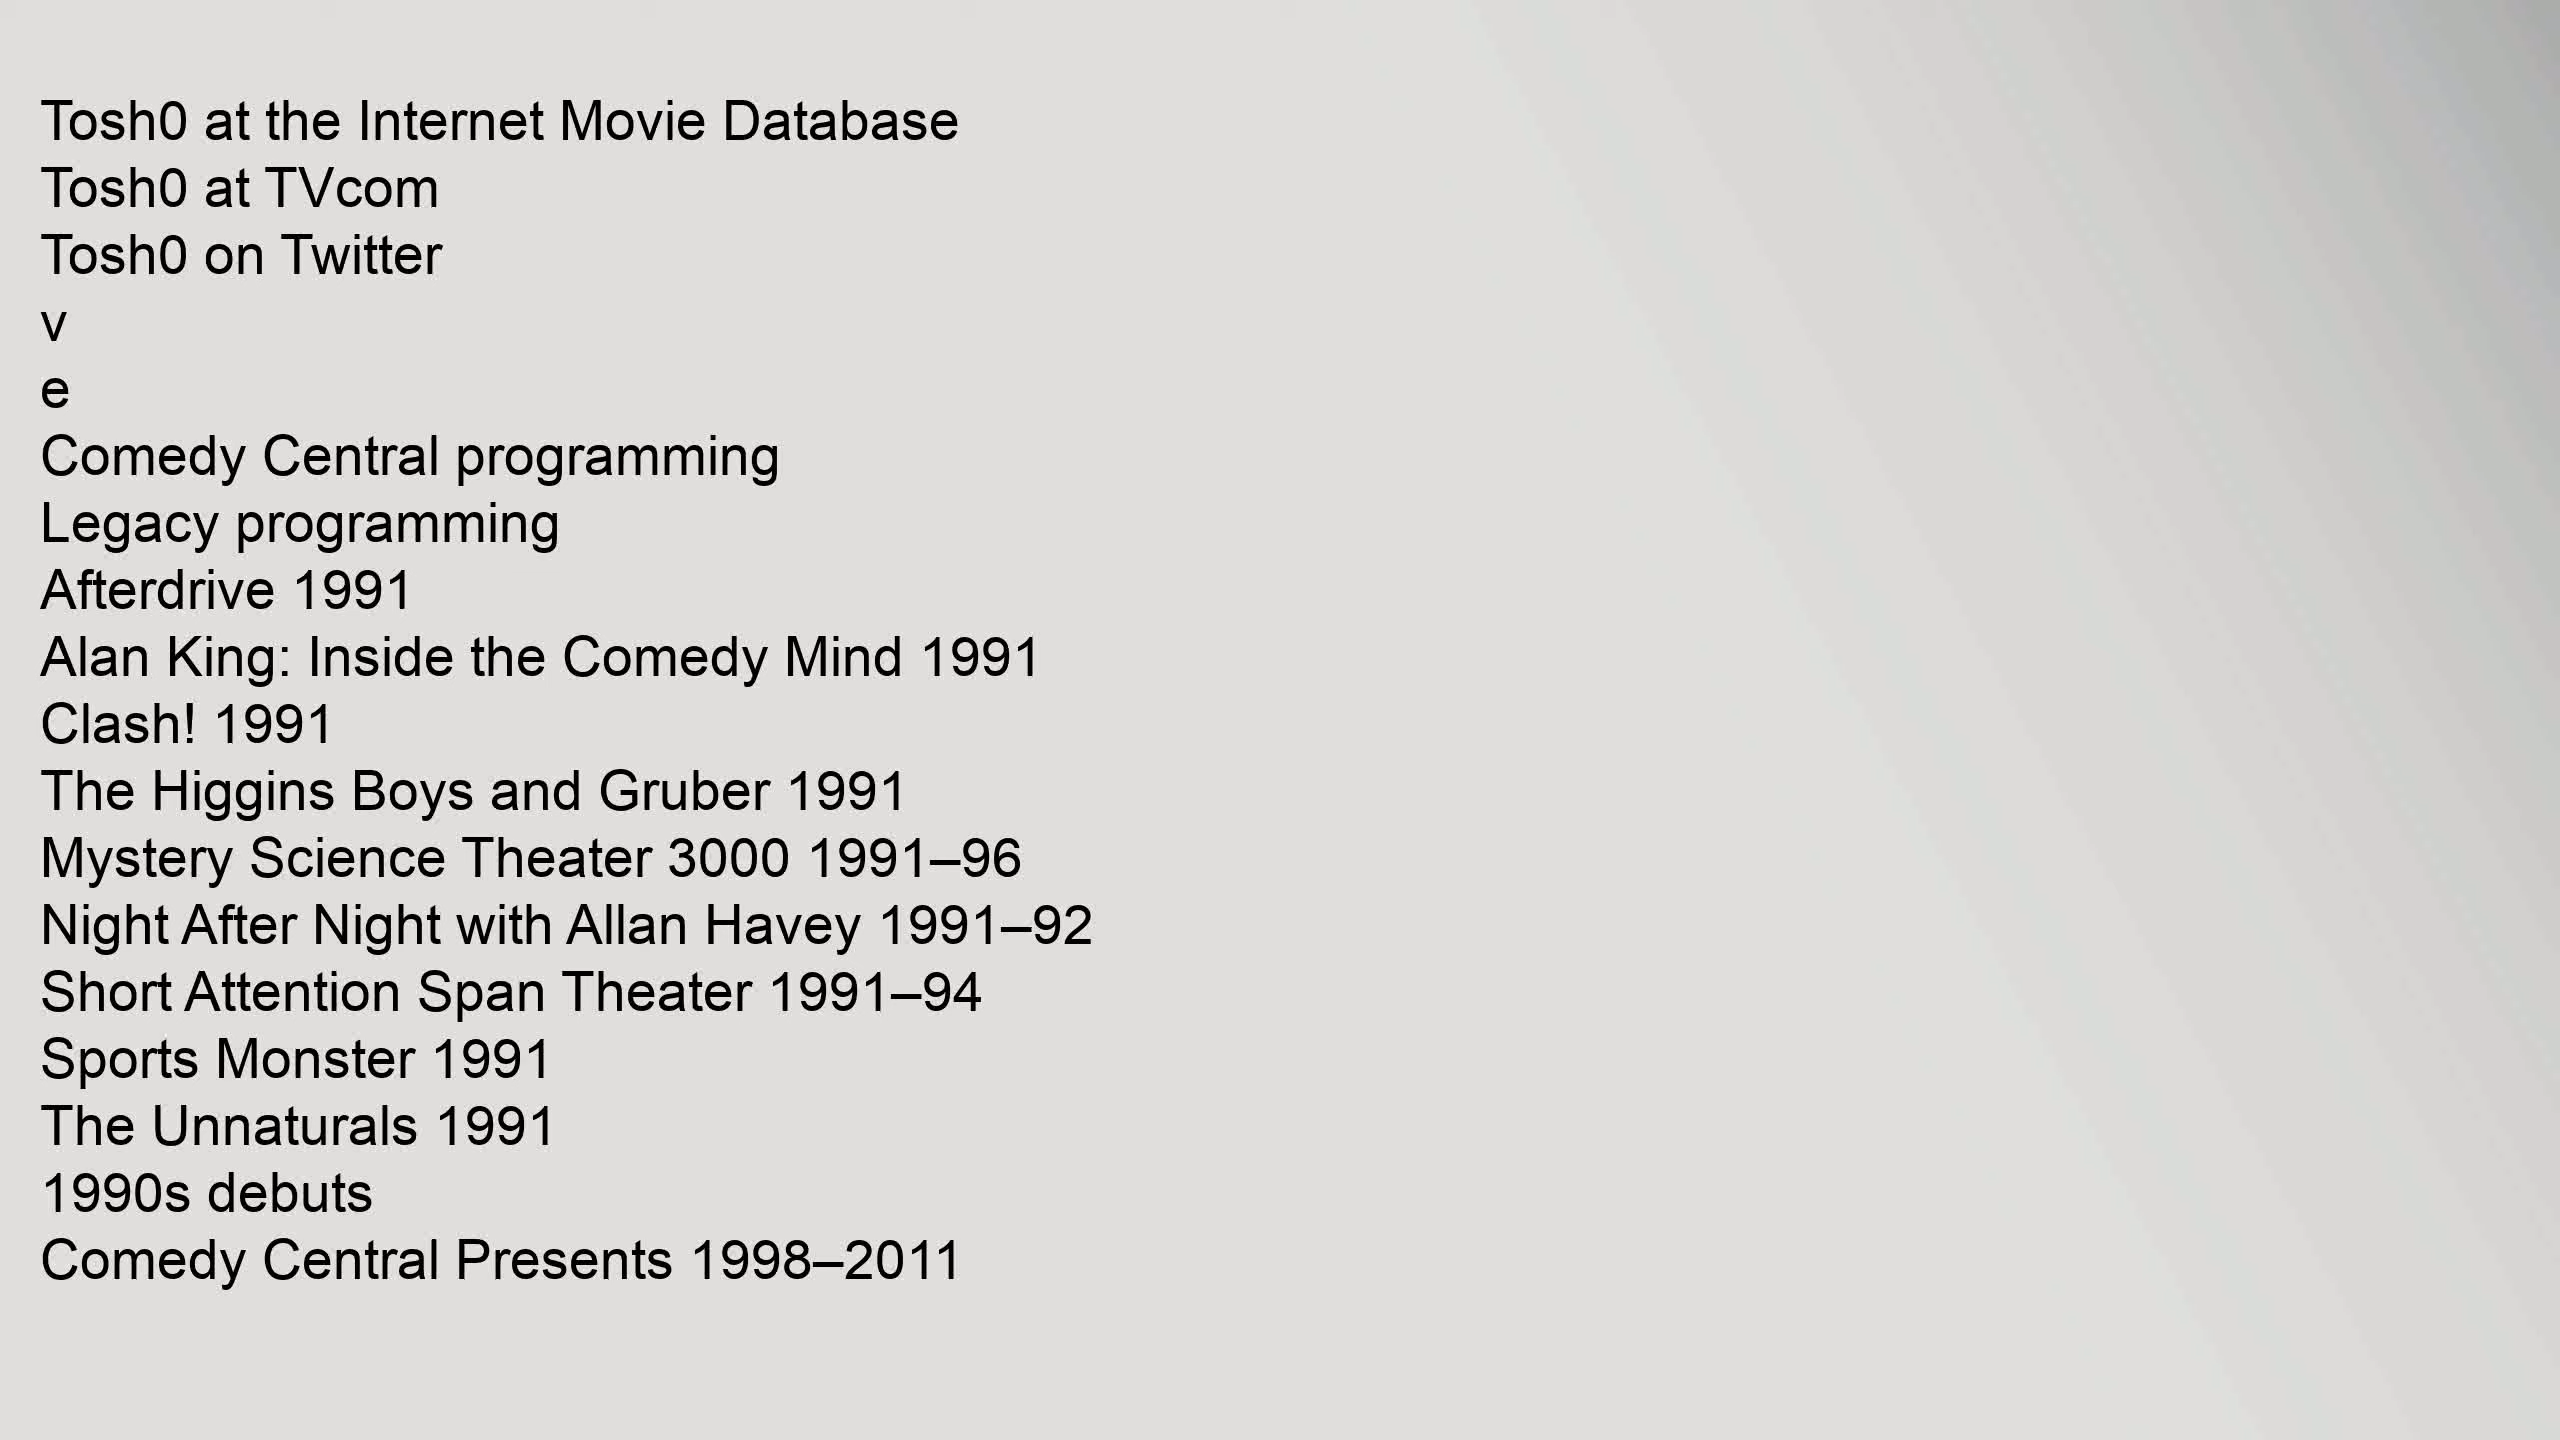 Tosh0 at the Internet Movie Database
Tosh0 at TVcom
Tosh0 on Twitter
v
e
Comedy Central programming
Legacy programming
Afterdrive 1991
Alan King: Inside the Comedy Mind 1991
Clash! 1991
The Higgins Boys and Gruber 1991
Mystery Science Theater 3000 1991–96
Night After Night with Allan Havey 1991–92
Short Attention Span Theater 1991–94
Sports Monster 1991
The Unnaturals 1991
1990s debuts
Comedy Central Presents 1998–2011